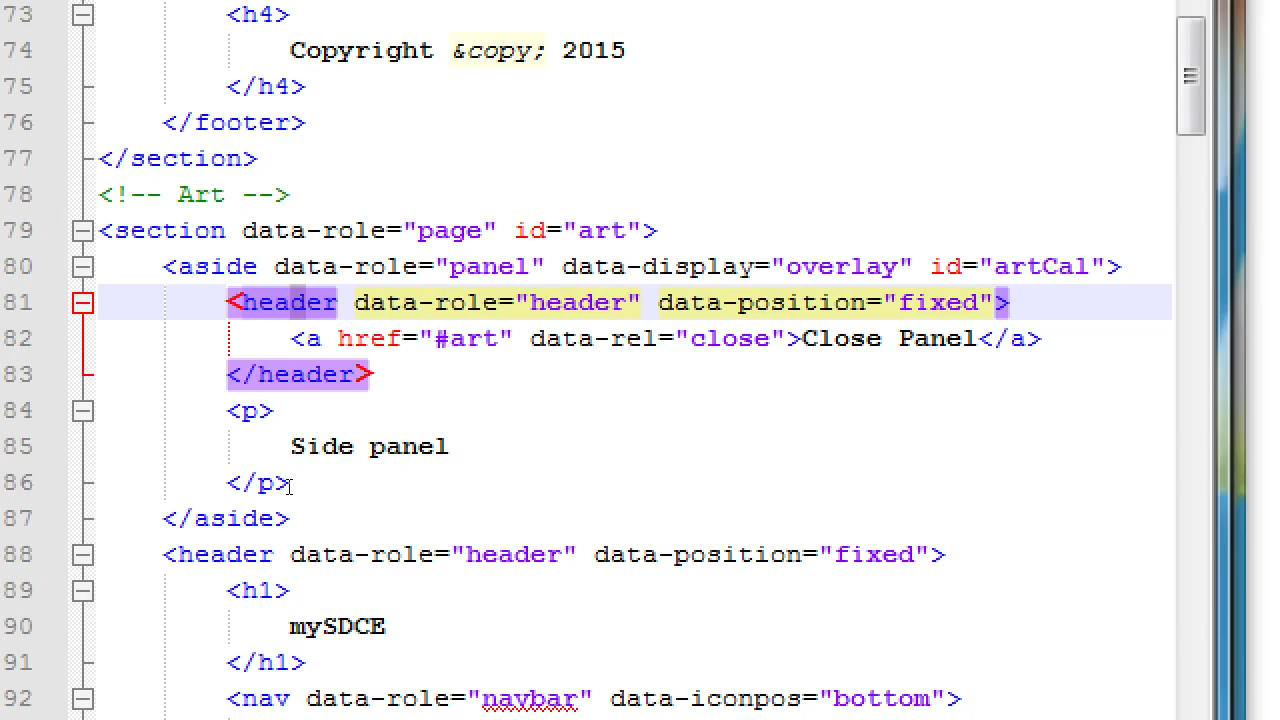 73 <h4>
74 Copyright &copy; 2015
75 </h4>
76 </footer>
77 </section>
78 <!-- Art -->
79 <section data-role="page" id="art">
80 <aside data-role="panel" data-display="overlay" id="artCal">
81 <header data-role="header" data-position="fixed">
82 <a href="#art" data-rel="close">Close Panel</a>
83 </header>
84 <p>
85 Side panel
86 </p>
87 </aside>
88 <header data-role="header" data-position="fixed">
89 <h1>
90 mySDCE
91 </h1>
92 <nav data-role="navbar" data-iconpos="bottom">